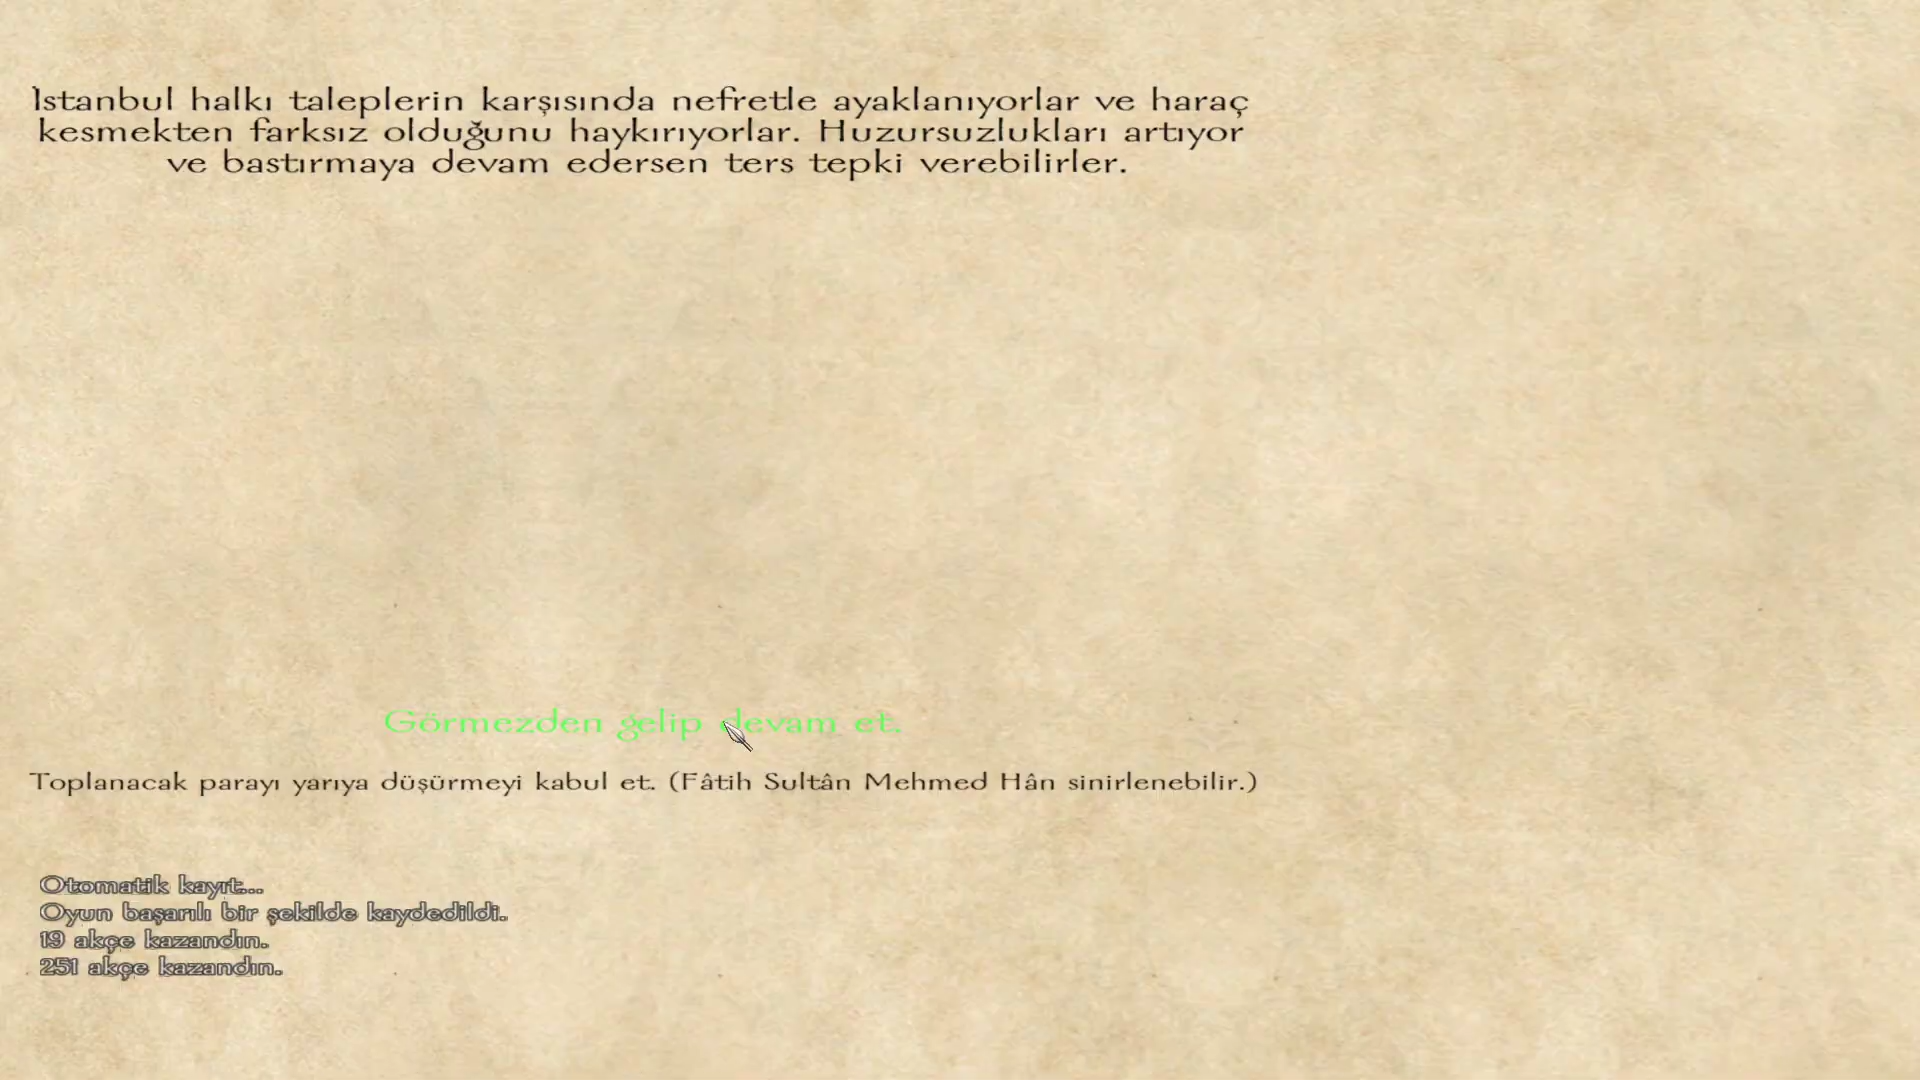 İstanbul halkı taleplerin karşısında nefretle ayaklanıyorlar ve haraç
kesmekten farksız olduğunu haykırıyorlar. Huzursuzlukları artıyor
ve bastırmaya devam edersen ters tepki verebilirler.
Görmezden gelip devam et.
Toplanacak parayı yarıya düşürmeyi kabul et. (Fâtih Sultân Mehmed Hân sinirlenebilir.)
Otomatik kayıt...
Oyun başarılı bir şekilde kaydedildi.
19 akçe kazandın.
251 akçe kazandın.